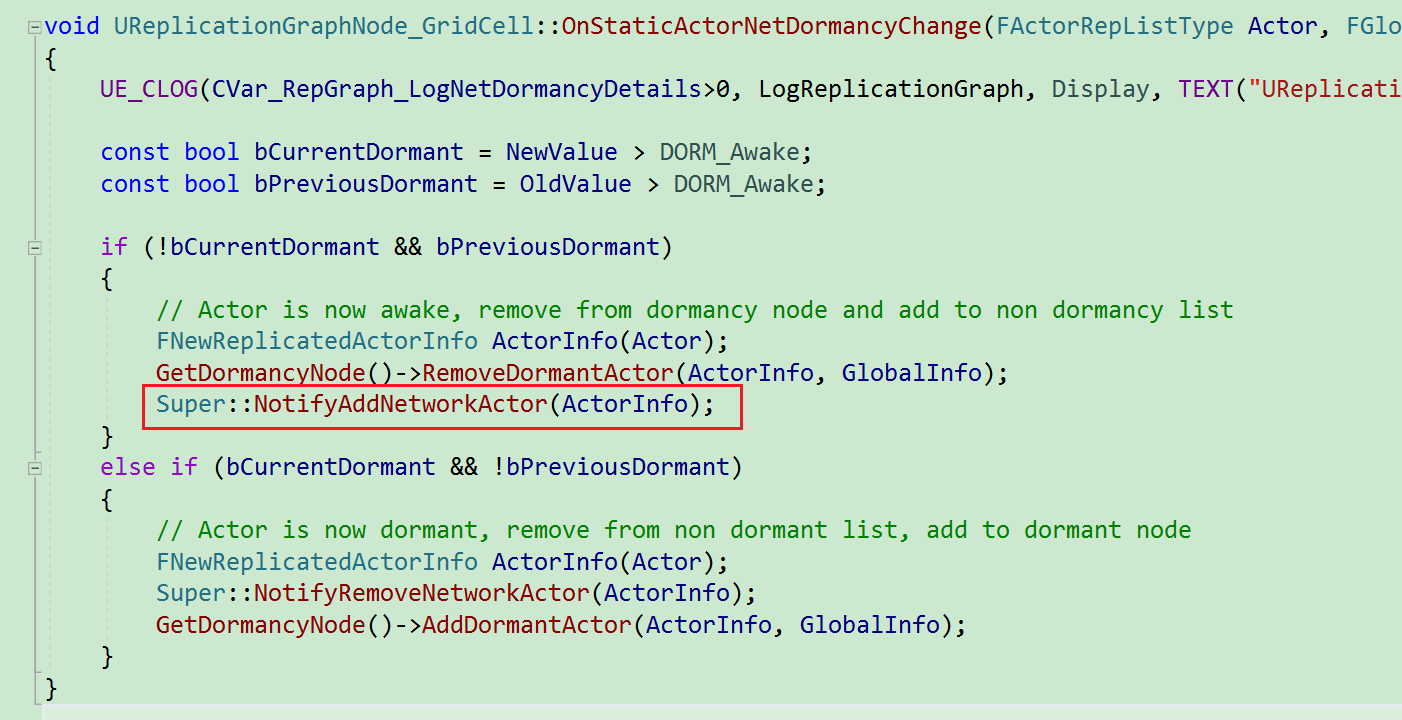 void UReplicationGraphNode_GridCell::OnStaticActorNetDormancyChange(FActorRepListType Actor, FGlo
{
UE_CLOG(CVar_RepGraph_LogNetDormancyDetails>0, LogReplicationGraph, Display, TEXT("UReplicati
const bool bCurrentDormant = NewValue > DORM_Awake;
const bool bPreviousDormant = OldValue > DORM_Awake;
if (!bCurrentDormant && bPreviousDormant)
{
// Actor is now awake, remove from dormancy node and add to non dormancy list
FNewReplicatedActorInfo ActorInfo(Actor);
GetDormancyNode()->RemoveDormantActor(ActorInfo, GlobalInfo);
Super::NotifyAddNetworkActor(ActorInfo);
}
else if (bCurrentDormant && !bPreviousDormant)
{
// Actor is now dormant, remove from non dormant list, add to dormant node
FNewReplicatedActorInfo ActorInfo(Actor);
Super::NotifyRemoveNetworkActor(ActorInfo);
GetDormancyNode()->AddDormantActor(ActorInfo, GlobalInfo);
}
}